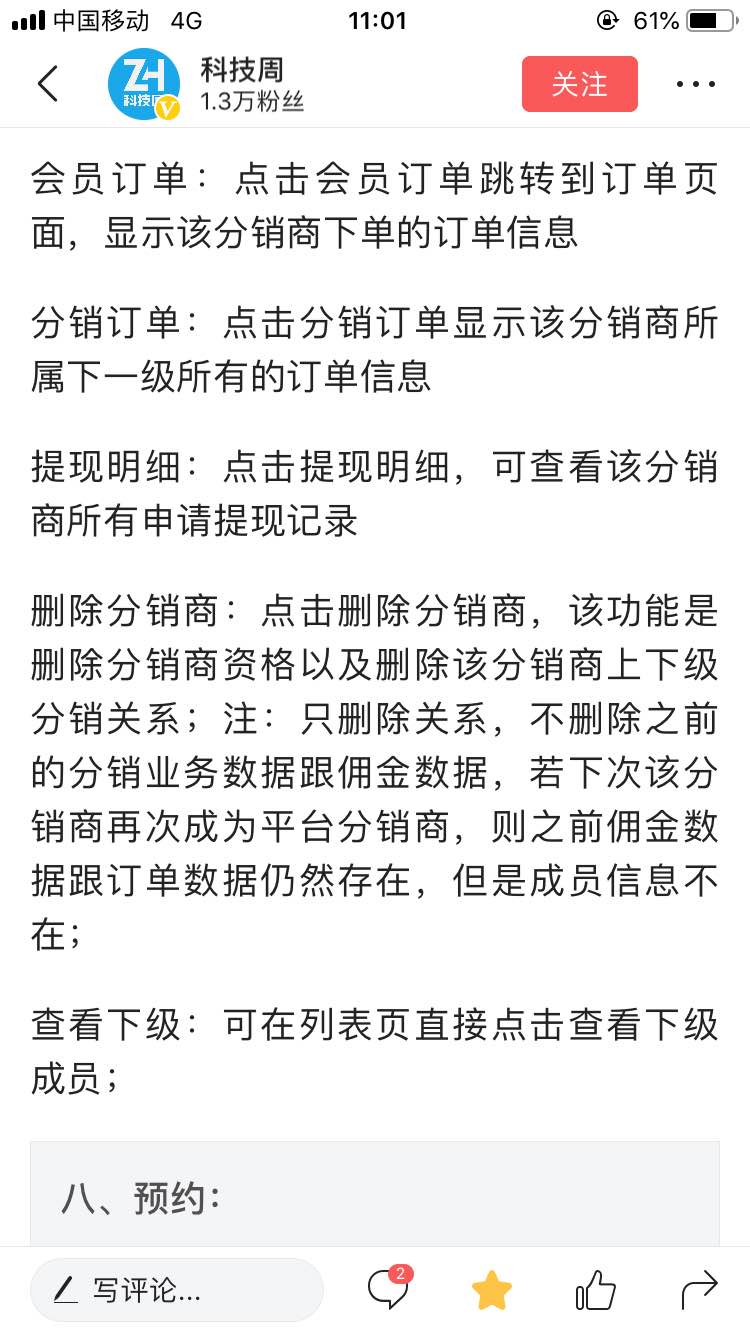 中国移动 4G 11:01 61%
ZH 科技周 V
科技周
1.3万粉丝
关注
会员订单：点击会员订单跳转到订单页
面，显示该分销商下单的订单信息
分销订单：点击分销订单显示该分销商所
属下一级所有的订单信息
提现明细：点击提现明细，可查看该分销
商所有申请提现记录
删除分销商：点击删除分销商，该功能是
删除分销商资格以及删除该分销商上下级
分销关系；注：只删除关系，不删除之前
的分销业务数据跟佣金数据，若下次该分
销商再次成为平台分销商，则之前佣金数
据跟订单数据仍然存在，但是成员信息不
在；
查看下级：可在列表页直接点击查看下级
成员；
八、预约：
写评论... 2